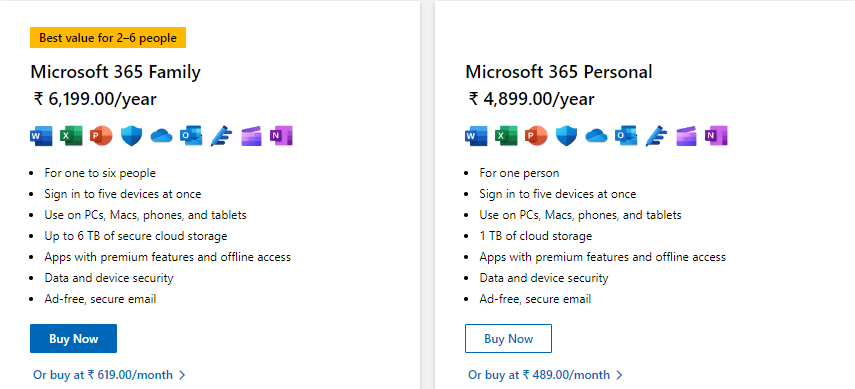 Best value for 2–6 people
Microsoft 365 Family
₹ 6,199.00/year
W X P O N
For one to six people
Sign in to five devices at once
Use on PCs, Macs, phones, and tablets
Up to 6 TB of secure cloud storage
Apps with premium features and offline access
Data and device security
Ad-free, secure email
Buy Now
Or buy at ₹ 619.00/month
Microsoft 365 Personal
₹ 4,899.00/year
W X P O N
For one person
Sign in to five devices at once
Use on PCs, Macs, phones, and tablets
1 TB of cloud storage
Apps with premium features and offline access
Data and device security
Ad-free, secure email
Buy Now
Or buy at ₹ 489.00/month